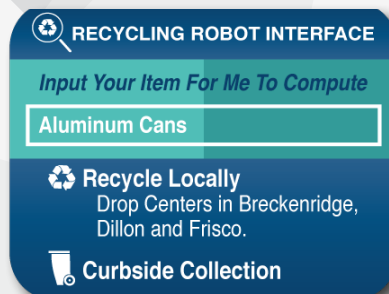 RECYCLING ROBOT INTERFACE
Input Your Item For Me To Compute
Aluminum Cans
Recycle Locally
Drop Centers in Breckenridge,
Dillon and Frisco.
Curbside Collection